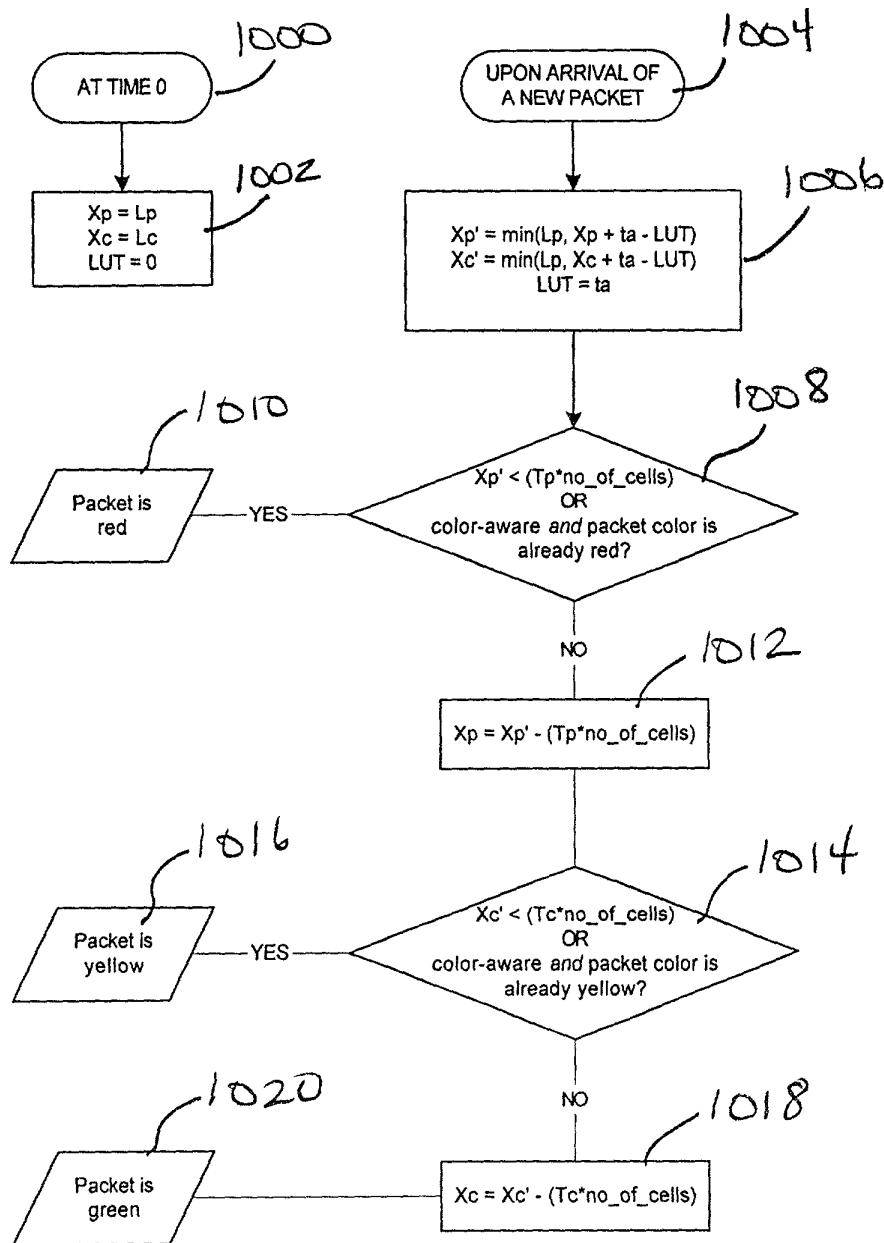 1000
AT TIME 0
1002
Xp = Lp
Xc = Lc
LUT = 0
1004
UPON ARRIVAL OF
A NEW PACKET
1006
Xp' = min(Lp, Xp + ta - LUT)
Xc' = min(Lp, Xc + ta - LUT)
LUT = ta
1008
Xp' < (Tp*no_of_cells)
OR
color-aware and packet color is
already red?
YES
1010
Packet is
red
NO
1012
Xp = Xp' - (Tp*no_of_cells)
1014
Xc' < (Tc*no_of_cells)
OR
color-aware and packet color is
already yellow?
YES
1016
Packet is
yellow
NO
1018
Xc = Xc' - (Tc*no_of_cells)
1020
Packet is
green